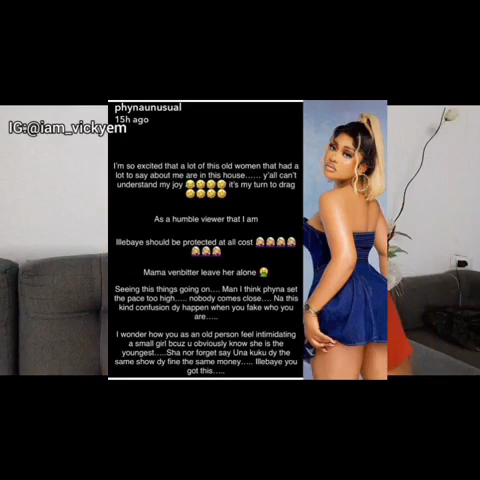 phynaunusual
15h ago
IG:@iam_vickyem
I'm so excited that a lot of this old women that had a
lot to say about me are in this house...... y'all can't
understand my joy 😂🤣🤣🤣 it's my turn to drag
🤣🤣🤣🤣
As a humble viewer that I am
Illebaye should be protected at all cost 💁🏼‍♀️💁🏼‍♀️💁🏼‍♀️💁🏼‍♀️
💁🏼‍♀️💁🏼‍♀️💁🏼‍♀️
Mama venbitter leave her alone 🤮
Seeing this things going on.... Man I think phyna set
the pace too high..... nobody comes close.... Na this
kind confusion dy happen when you fake who you
are.....
I wonder how you as an old person feel intimidating
a small girl bcuz u obviously know she is the
youngest.....Sha nor forget say Una kuku dy the
same show dy fine the same money..... Illebaye you
got this.....